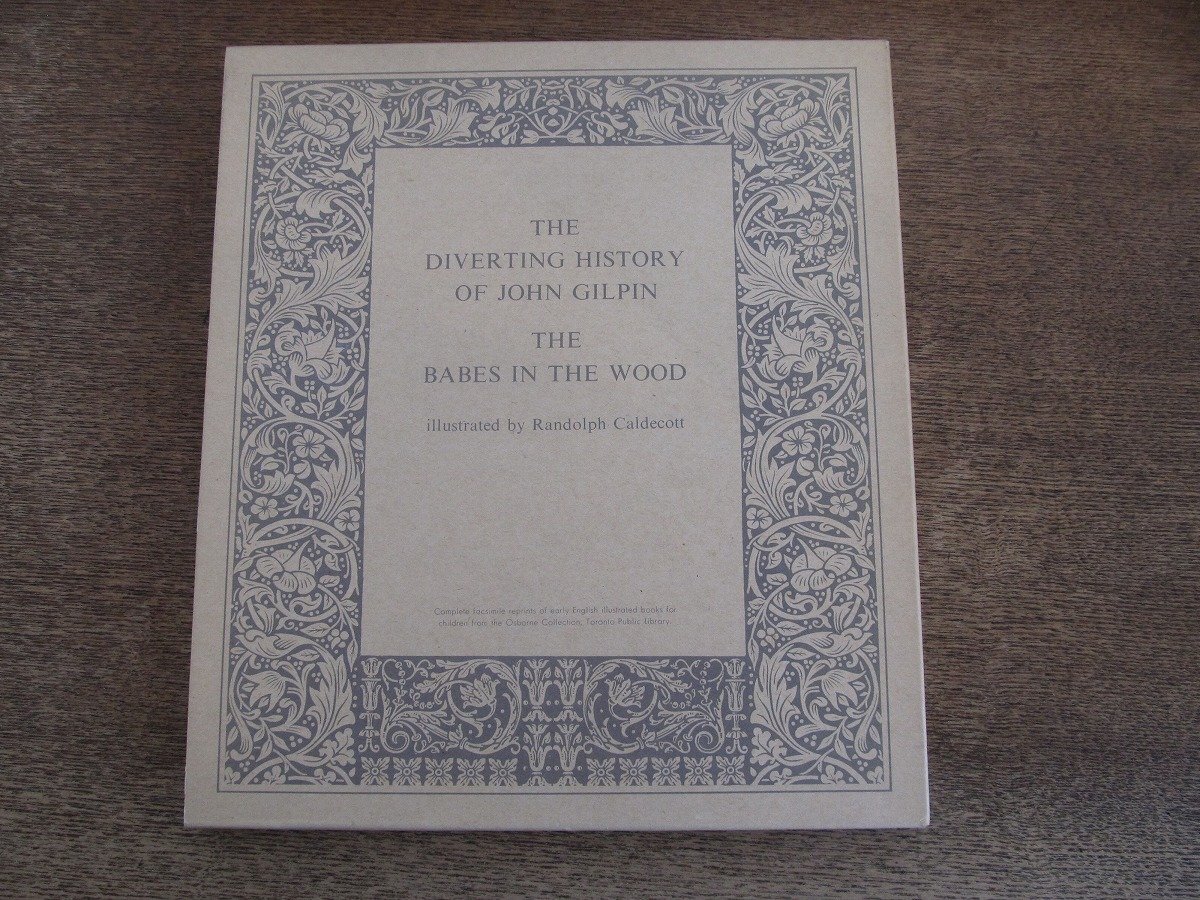 THE
DIVERTING HISTORY
OF JOHN GILPIN
THE
BABES IN THE WOOD
illustrated by Randolph Caldecott
Complete facsimile reprints of early English illustrated books for
children from the Osborne Collection, Toronto Public Library.